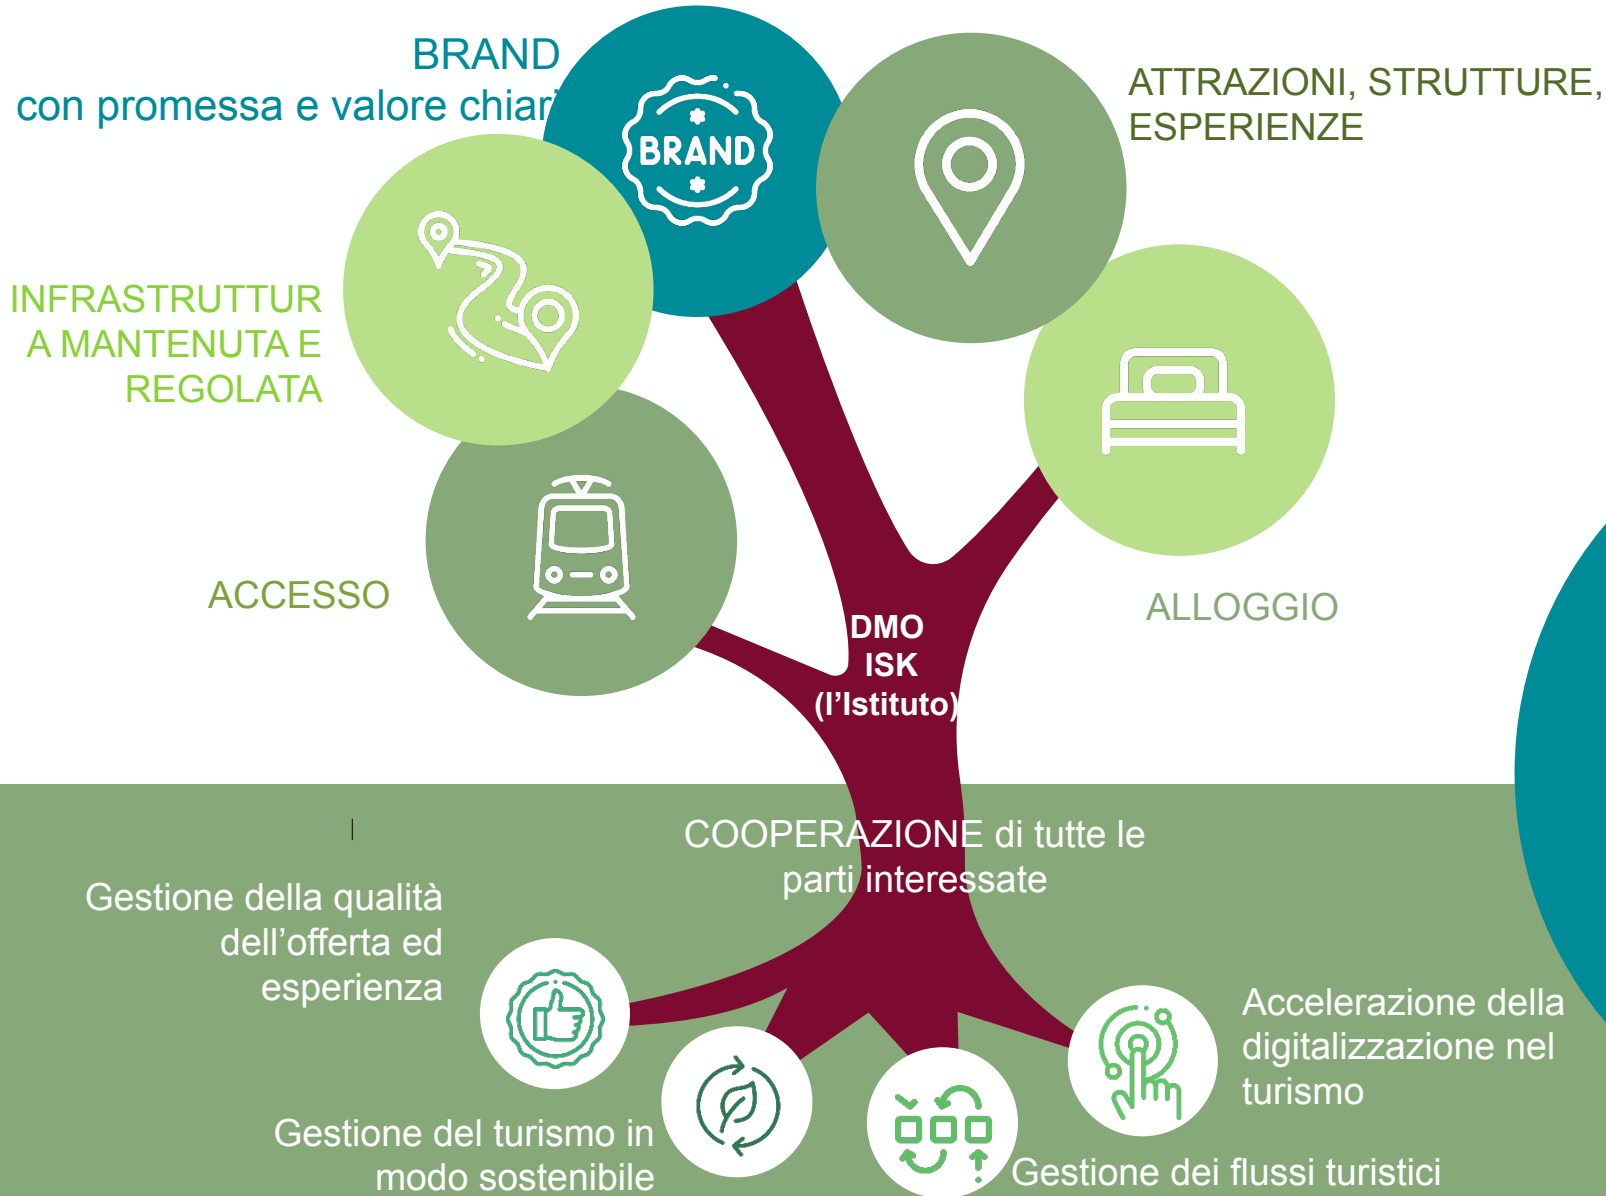 BRAND
con promessa e valore chiari
BRAND
ATTRAZIONI, STRUTTURE,
ESPERIENZE
INFRASTRUTTUR
A MANTENUTA E
REGOLATA
ACCESSO
ALLOGGIO
DMO
ISK
(l'Istituto)
COOPERAZIONE di tutte le
parti interessate
Gestione della qualità
dell'offerta ed
esperienza
Accelerazione della
digitalizzazione nel
turismo
Gestione del turismo in
modo sostenibile
Gestione dei flussi turistici